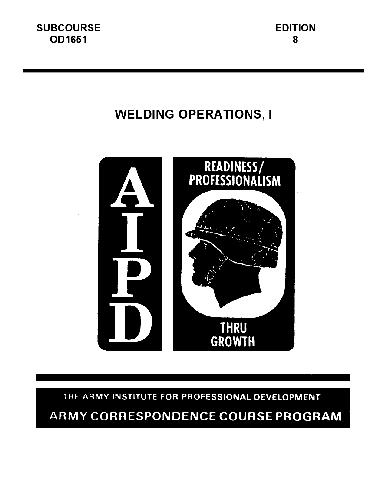 SUBCOURSE EDITION
OD1651 8
WELDING OPERATIONS, I
AIPD
READINESS/
PROFESSIONALISM
THRU
GROWTH
THE ARMY INSTITUTE FOR PROFESSIONAL DEVELOPMENT
ARMY CORRESPONDENCE COURSE PROGRAM